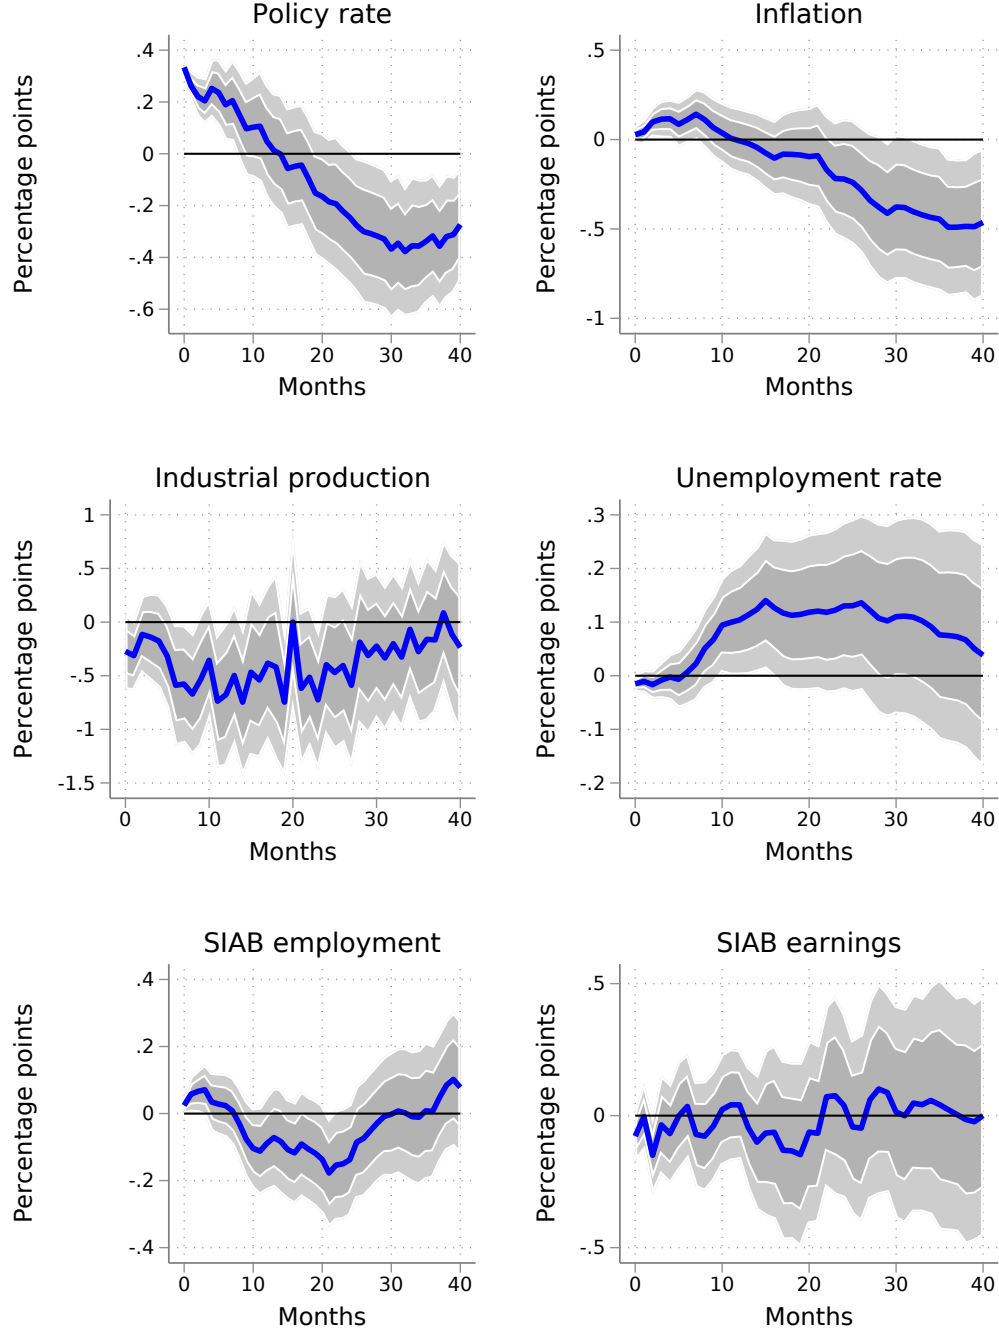 Policy rate
Percentage points
.4
.2
0
-.2
-.4
-.6
0 10 20 30 40
Months
Inflation
Percentage points
.5
0
-.5
-1
0 10 20 30 40
Months
Industrial production
Percentage points
1
.5
0
-.5
-1
-1.5
0 10 20 30 40
Months
Unemployment rate
Percentage points
.3
.2
.1
0
-.1
-.2
0 10 20 30 40
Months
SIAB employment
Percentage points
.4
.2
0
-.2
-.4
0 10 20 30 40
Months
SIAB earnings
Percentage points
.5
0
-.5
0 10 20 30 40
Months